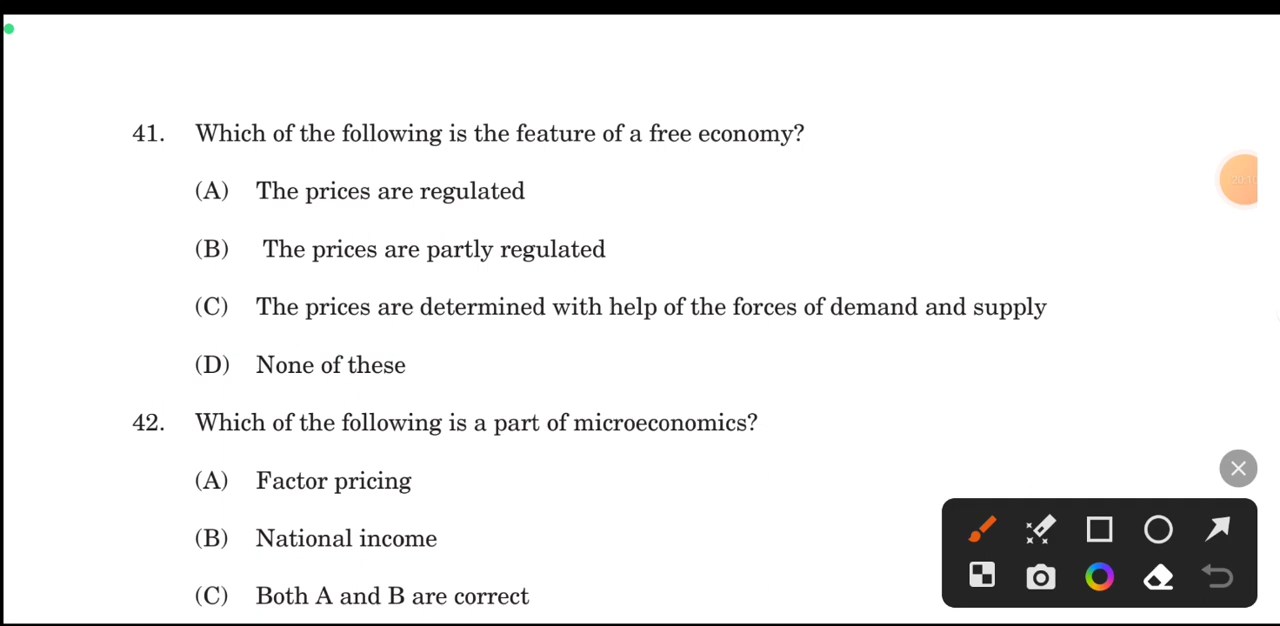 41. Which of the following is the feature of a free economy?
(A) The prices are regulated
(B) The prices are partly regulated
(C) The prices are determined with help of the forces of demand and supply
(D) None of these
42. Which of the following is a part of microeconomics?
(A) Factor pricing
(B) National income
(C) Both A and B are correct